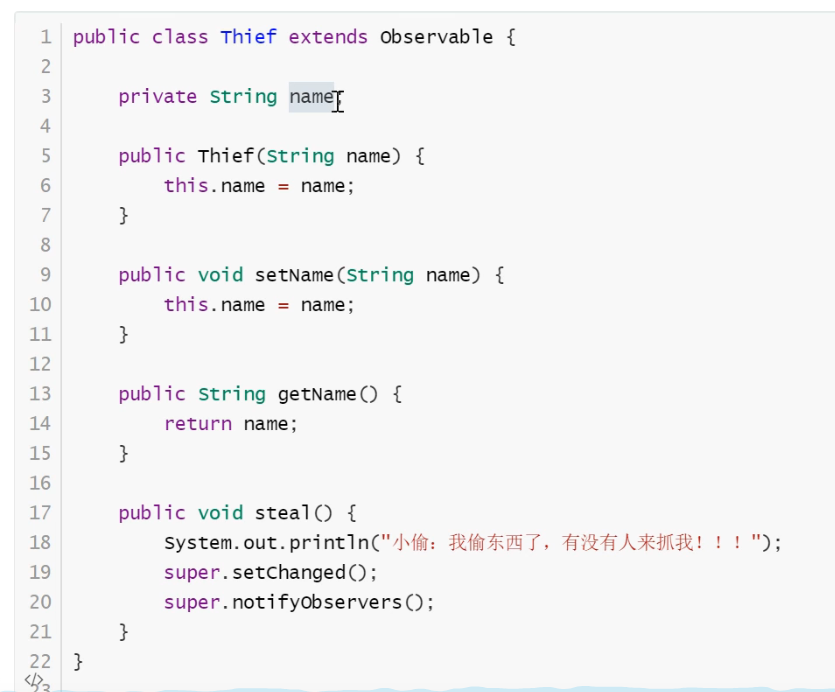 1 public class Thief extends Observable {
2
3     private String name;
4
5     public Thief(String name) {
6         this.name = name;
7     }
8
9     public void setName(String name) {
10         this.name = name;
11     }
12
13     public String getName() {
14         return name;
15     }
16
17     public void steal() {
18         System.out.println("小偷：我偷东西了，有没有人来抓我！！！");
19         super.setChanged();
20         super.notifyObservers();
21     }
22 }
23